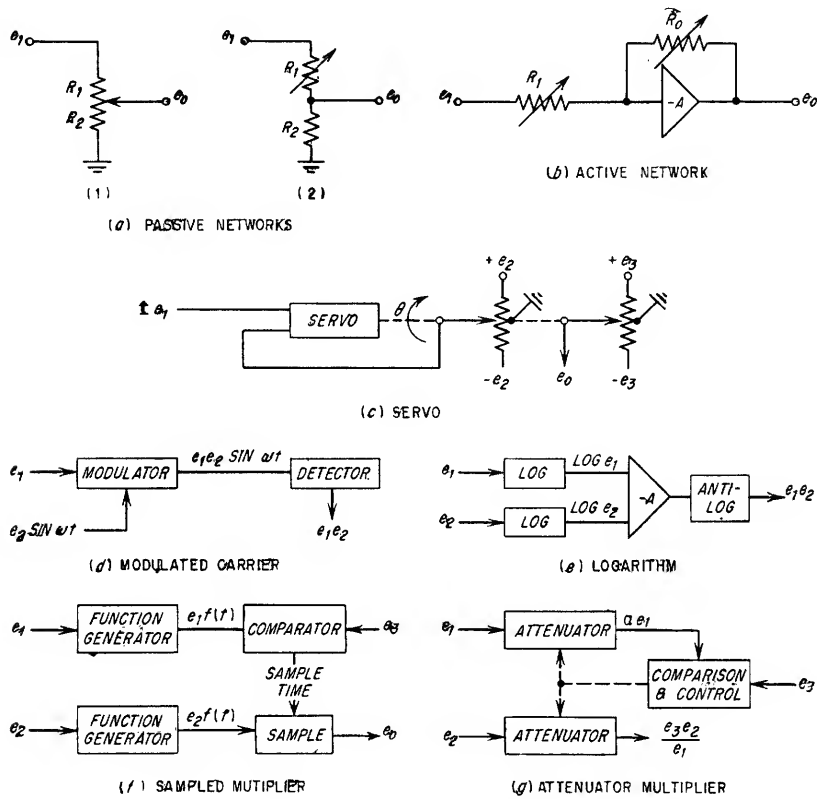 e1
R1
R2
e0
(1)
e1
R1
R2
e0
(2)
(a) PASSIVE NETWORKS
e1
R1
R0
-A
e0
(b) ACTIVE NETWORK
e1
SERVO
θ
+e2
-e2
e0
+e3
-e3
(c) SERVO
e1
MODULATOR
e1e2 SIN ωt
DETECTOR
e2 SIN ωt
e1e2
(d) MODULATED CARRIER
e1
LOG
LOG e1
e2
LOG
LOG e2
-A
ANTI-
LOG
e1e2
(e) LOGARITHM
e1
FUNCTION
GENERATOR
e1f(t)
COMPARATOR
e3
SAMPLE
TIME
e2
FUNCTION
GENERATOR
e2f(t)
SAMPLE
e0
(f) SAMPLED MUTIPLIER
e1
ATTENUATOR
a e1
COMPARISON
& CONTROL
e3
e2
ATTENUATOR
e3e2
e1
(g) ATTENUATOR MULTIPLIER